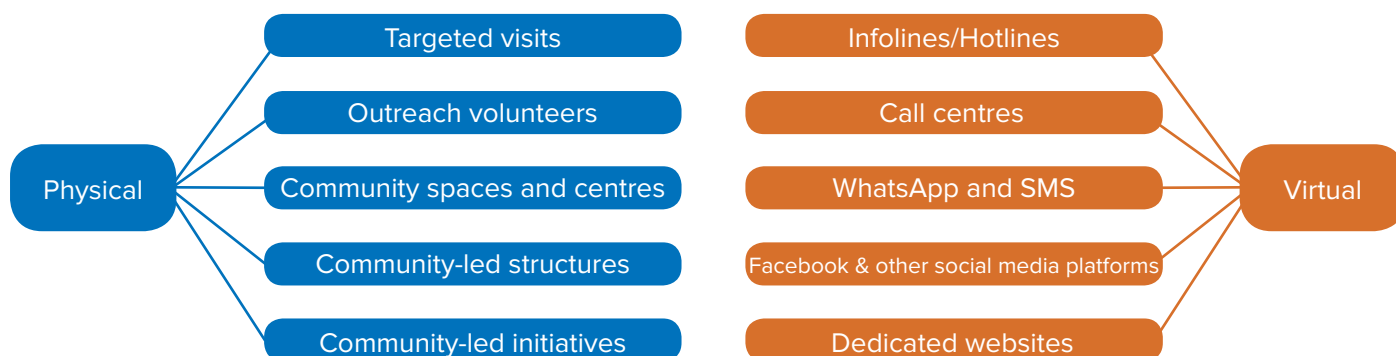 Physical
Targeted visits
Outreach volunteers
Community spaces and centres
Community-led structures
Community-led initiatives
Infolines/Hotlines
Call centres
WhatsApp and SMS
Facebook & other social media platforms
Dedicated websites
Virtual